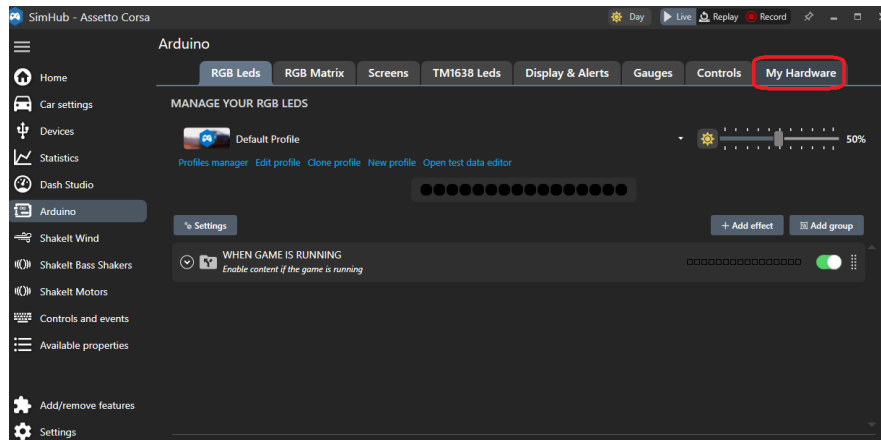 SimHub - Assetto Corsa
Day
Live
Replay
Record
Arduino
Home
Car settings
Devices
Statistics
Dash Studio
Arduino
ShakeIt Wind
ShakeIt Bass Shakers
ShakeIt Motors
Controls and events
Available properties
Add/remove features
Settings
RGB Leds
RGB Matrix
Screens
TM1638 Leds
Display & Alerts
Gauges
Controls
My Hardware
MANAGE YOUR RGB LEDS
Default Profile
50%
Profiles manager Edit profile Clone profile New profile Open test data editor
Settings
+ Add effect
Add group
WHEN GAME IS RUNNING
Enable content if the game is running